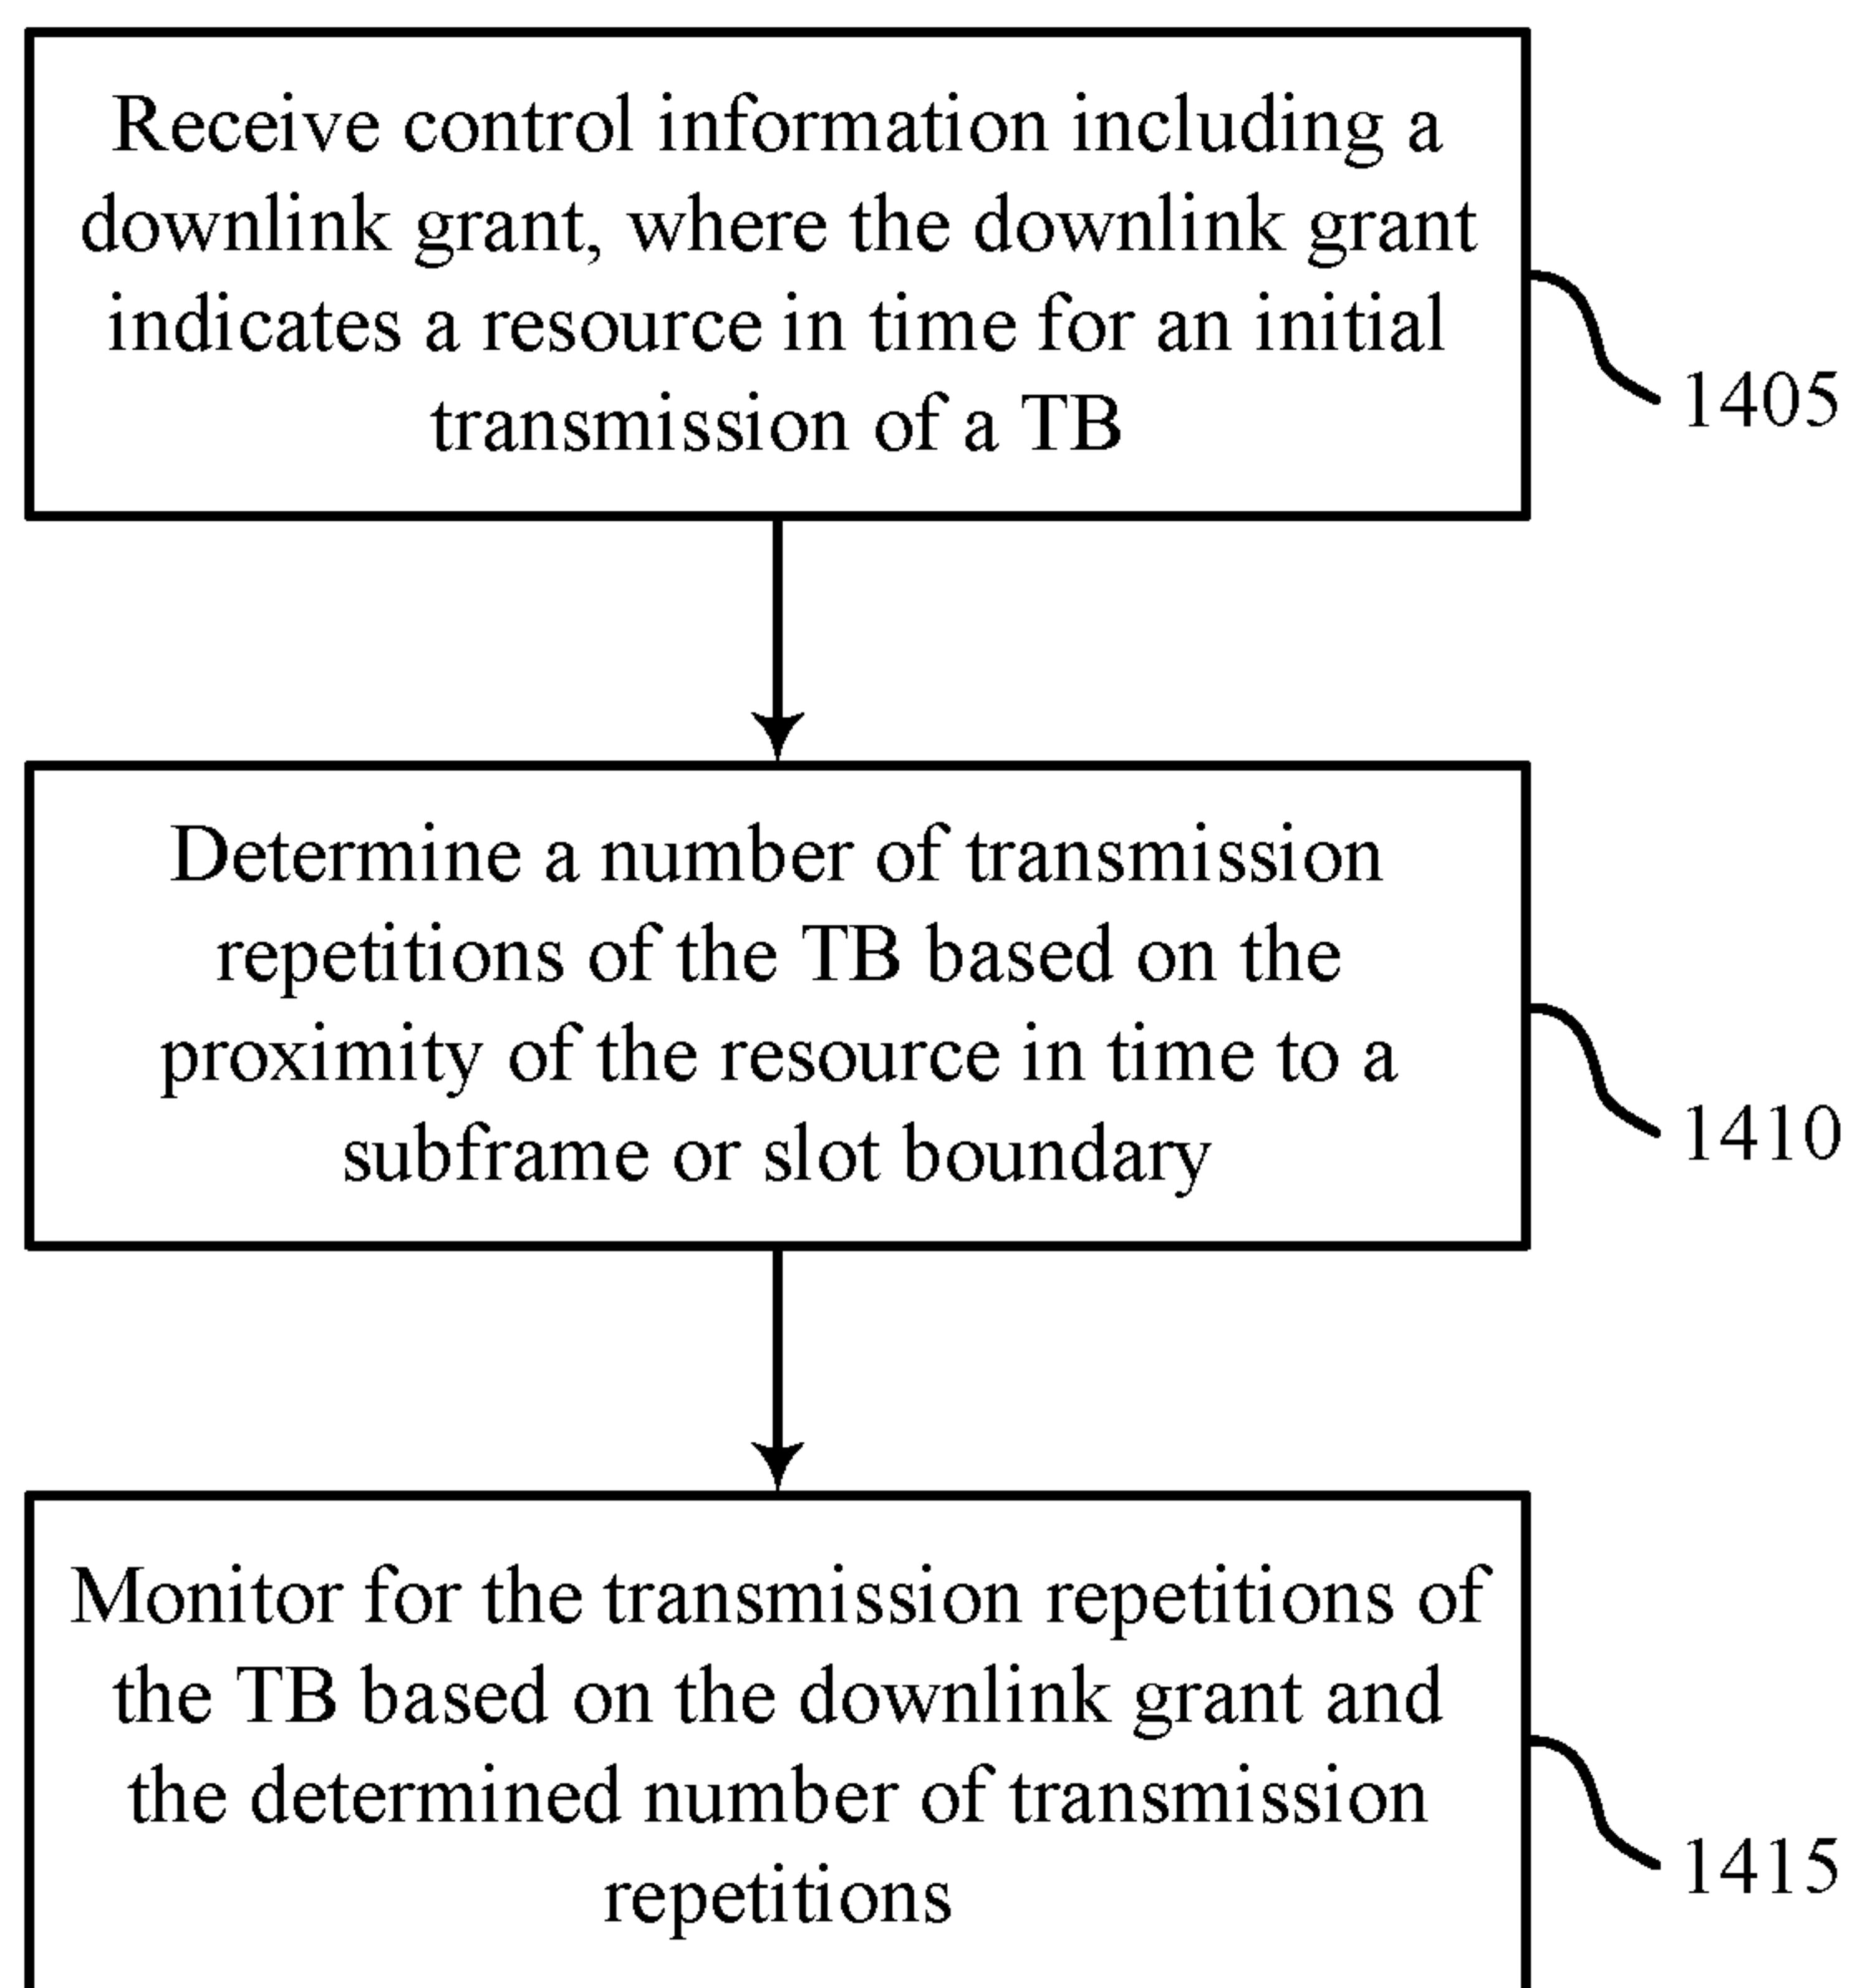 Receive control information including a
downlink grant, where the downlink grant
indicates a resource in time for an initial
transmission of a TB
1405
Determine a number of transmission
repetitions of the TB based on the
proximity of the resource in time to a
subframe or slot boundary
1410
Monitor for the transmission repetitions of
the TB based on the downlink grant and
the determined number of transmission
repetitions
1415